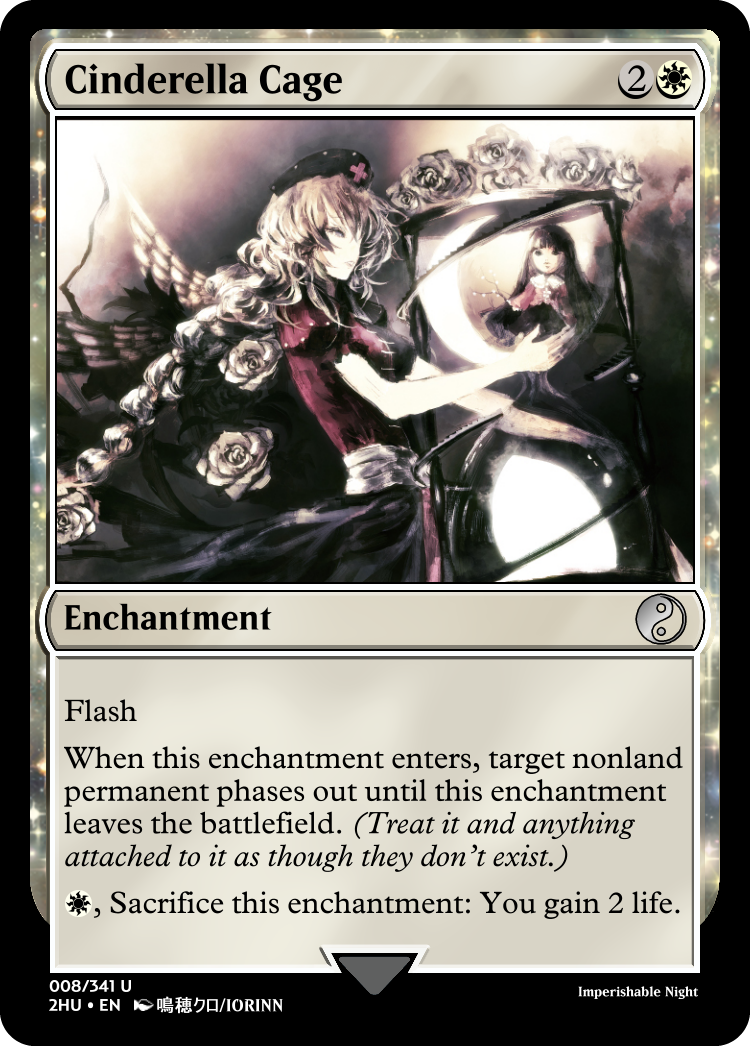 Cinderella Cage 2
Enchantment
Flash
When this enchantment enters, target nonland
permanent phases out until this enchantment
leaves the battlefield. (Treat it and anything
attached to it as though they don't exist.)
, Sacrifice this enchantment: You gain 2 life.
008/341 U
2HU • EN 鳴穂クロ/IORINN
Imperishable Night